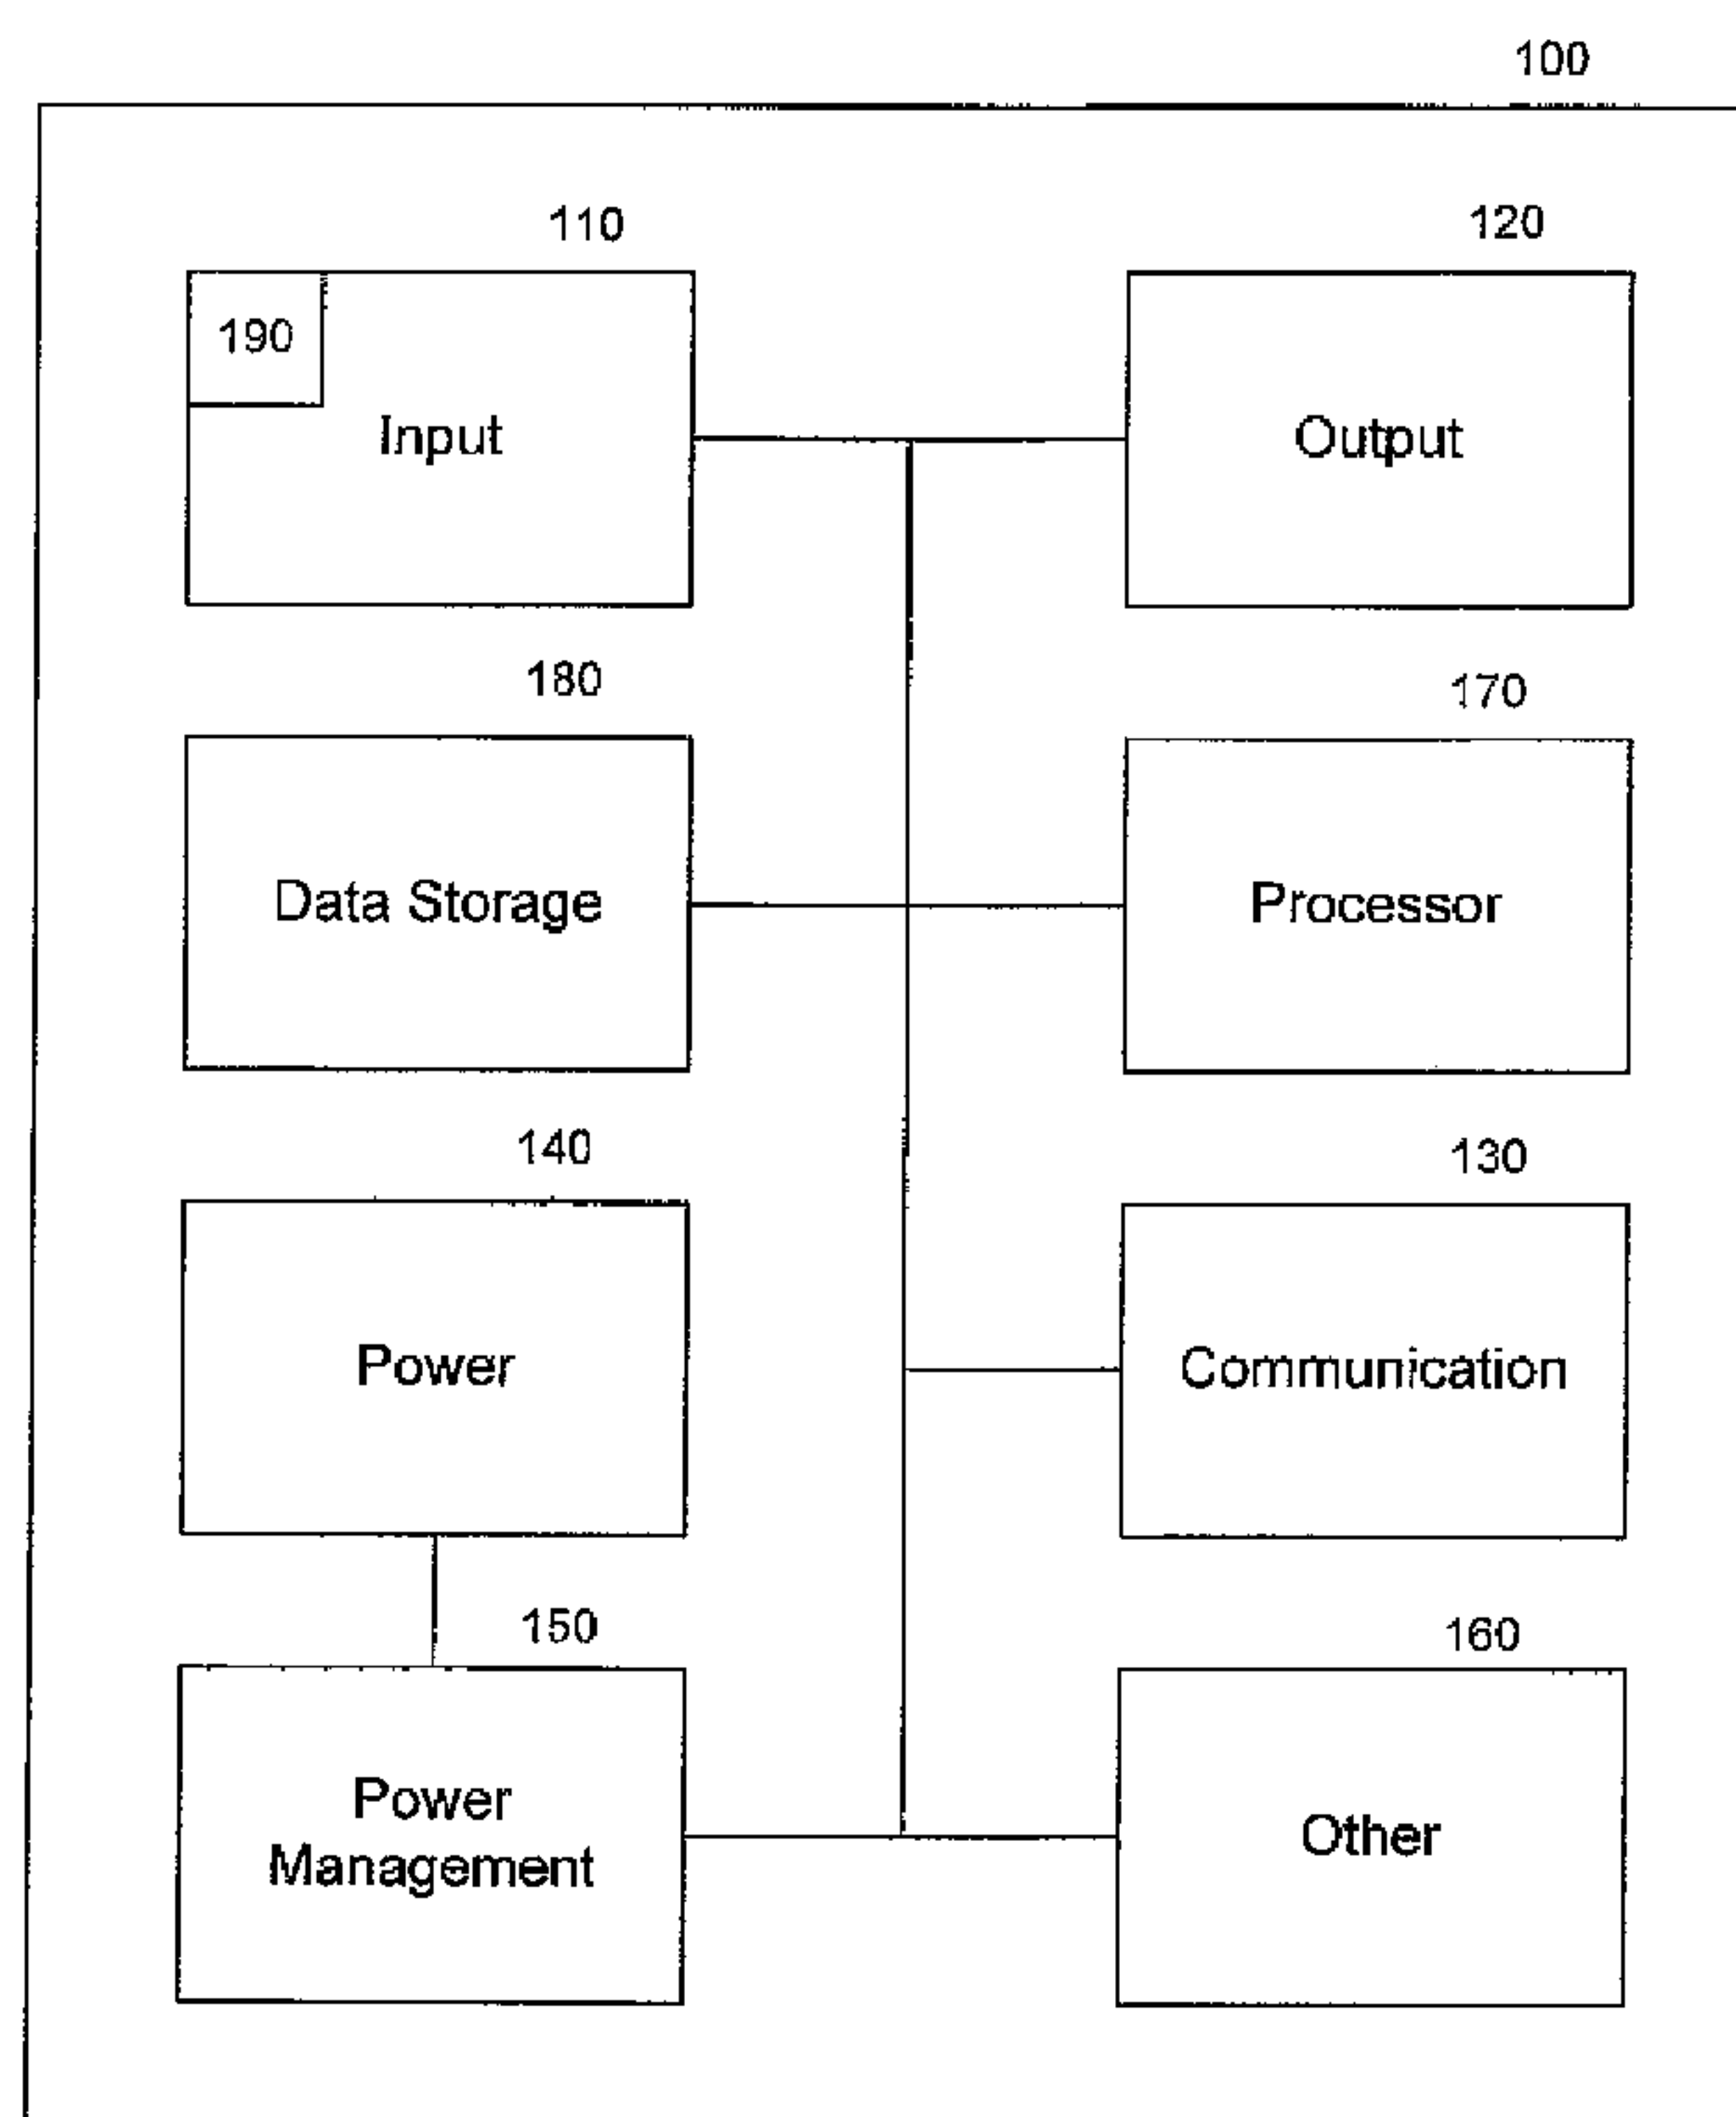 100
110
120
190
Input
Output
180
170
Data Storage
Processor
140
130
Power
Communication
150
160
Power
Management
Other